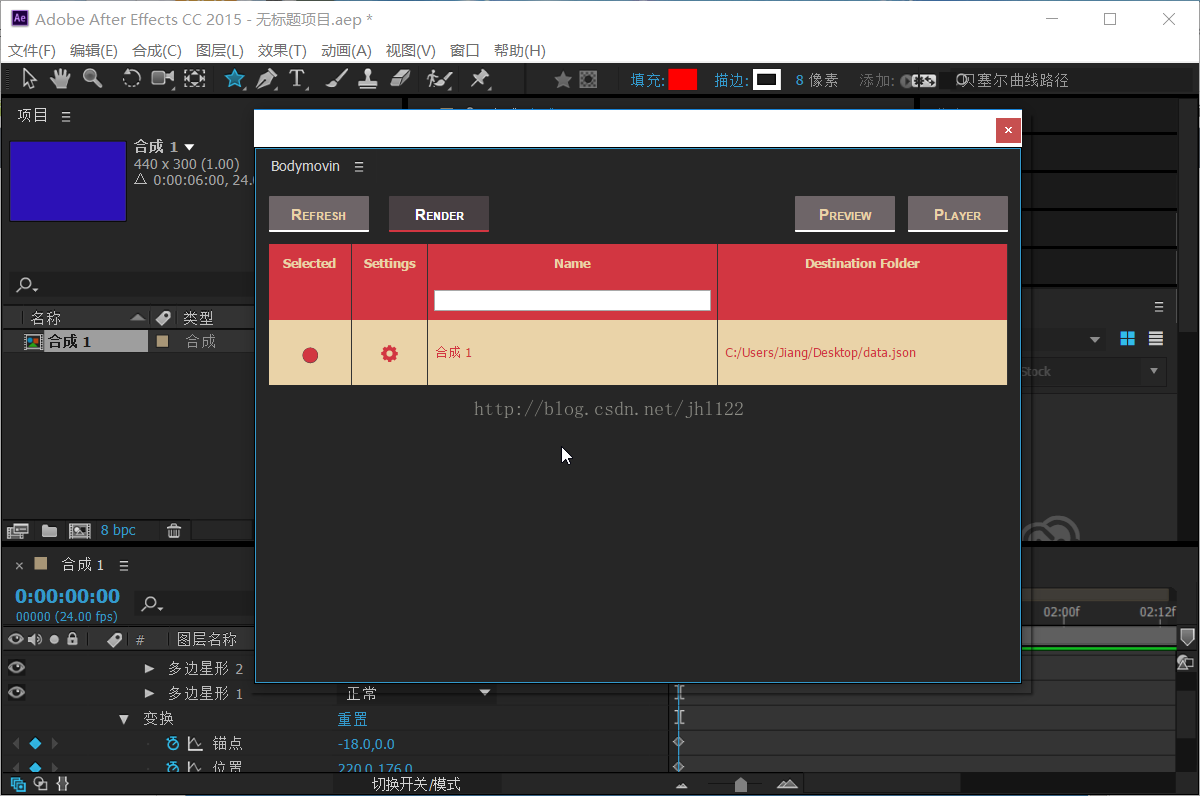 Ae Adobe After Effects CC 2015 - 无标题项目.aep *
文件(F) 编辑(E) 合成(C) 图层(L) 效果(T) 动画(A) 视图(V) 窗口 帮助(H)
填充: 描边: 8 像素 添加: 贝塞尔曲线路径
项目
合成 1
440 x 300 (1.00)
△ 0:00:06:00, 24.0
Bodymovin
REFRESH RENDER PREVIEW PLAYER
Selected Settings Name Destination Folder
合成 1 C:/Users/Jiang/Desktop/data.json
http://blog.csdn.net/jhl122
名称 类型
合成 1 合成
Stock
8 bpc
合成 1
0:00:00:00
00000 (24.00 fps)
02:00f 02:12f
# 图层名称
多边星形 2
多边星形 1 正常
变换 重置
锚点 -18.0,0.0
位置 220.0,176.0
切换开关/模式